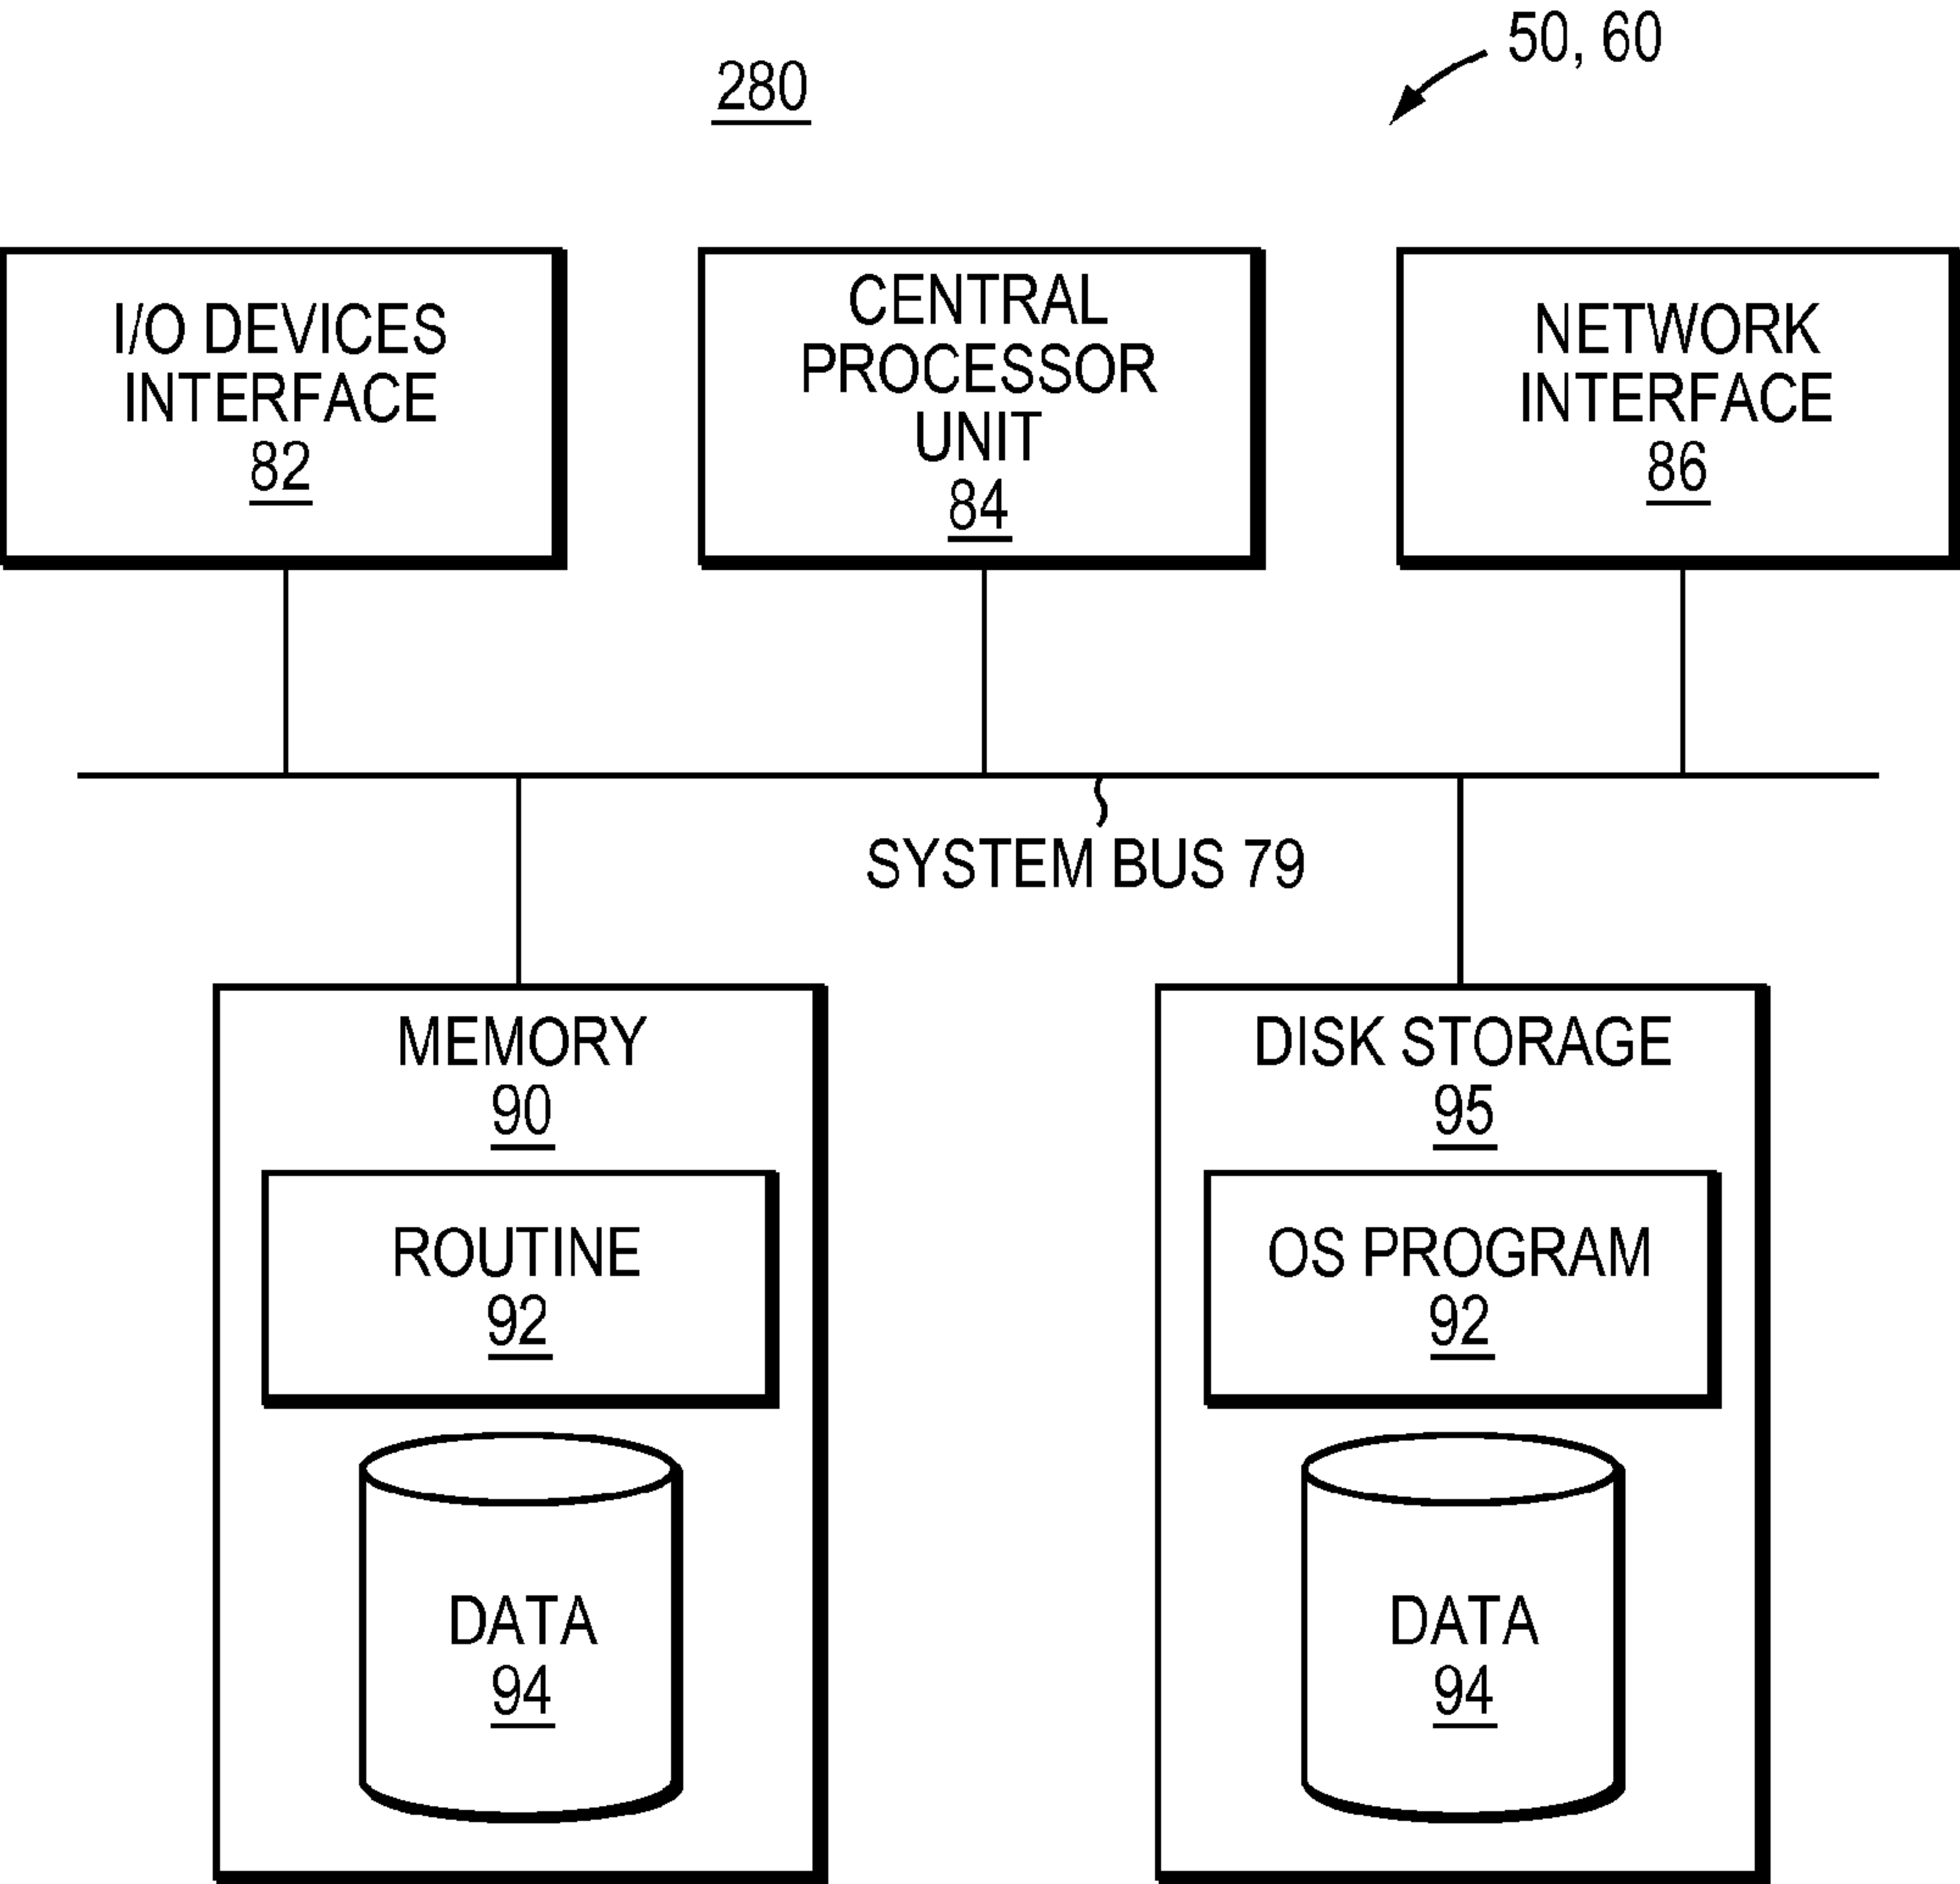 50, 60
280
I/O DEVICES
INTERFACE
82
CENTRAL
PROCESSOR
UNIT
84
NETWORK
INTERFACE
86
SYSTEM BUS 79
MEMORY
90
ROUTINE
92
DATA
94
DISK STORAGE
95
OS PROGRAM
92
DATA
94